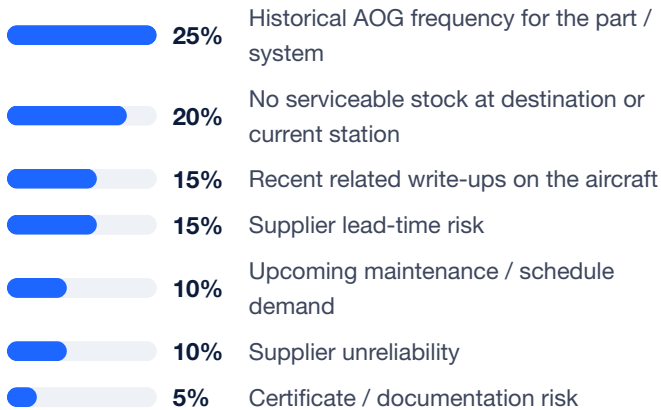 25% Historical AOG frequency for the part /
system
20% No serviceable stock at destination or
current station
15% Recent related write-ups on the aircraft
15% Supplier lead-time risk
10% Upcoming maintenance / schedule
demand
10% Supplier unreliability
5% Certificate / documentation risk